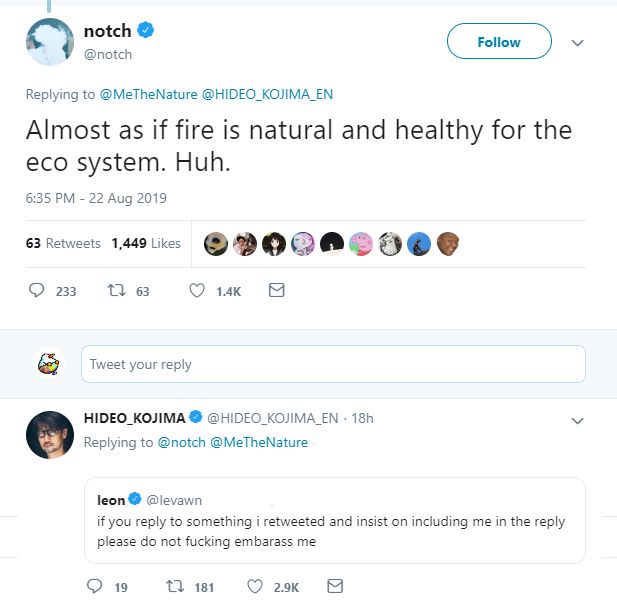 notch
@notch
Follow
Replying to @MeTheNature @HIDEO_KOJIMA_EN
Almost as if fire is natural and healthy for the
eco system. Huh.
6:35 PM - 22 Aug 2019
63 Retweets 1,449 Likes
233 63 1.4K
Tweet your reply
HIDEO_KOJIMA @HIDEO_KOJIMA_EN · 18h
Replying to @notch @MeTheNature
leon @levawn
if you reply to something i retweeted and insist on including me in the reply
please do not fucking embarass me
19 181 2.9K